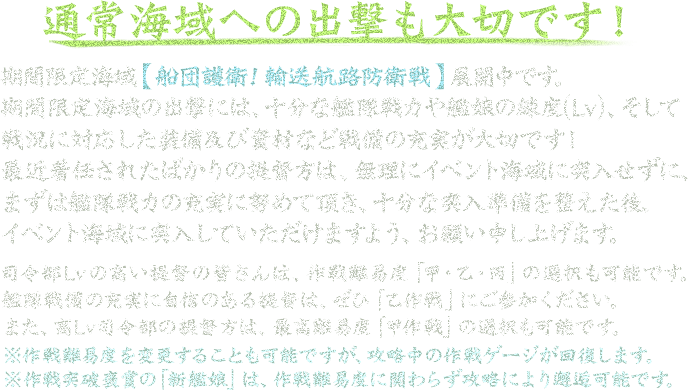 通常海域への出撃も大切です!
期間限定海域【船団護衛! 輸送航路防衛戦】展開中です。
期間限定海域の出撃には、十分な艦隊戦力や艦娘の練度(Lv)、そして
戦況に対応した装備及び資材など戦備の充実が大切です!
最近着任されたばかりの提督方は、無理にイベント海域に突入せずに、
まずは艦隊戦力の充実に努めて頂き、十分な突入準備を整えた後、
イベント海域に突入していただけますよう、お願い申し上げます。
司令部Lvの高い提督の皆さんは、作戦難易度「甲・乙・丙」の選択も可能です。
艦隊戦備の充実に自信のある提督は、ぜひ「乙作戦」にご参加ください。
また、高Lv司令部の提督方は、最高難易度「甲作戦」の選択も可能です。
※作戦難易度を変更することも可能ですが、攻略中の作戦ゲージが回復します。
※作戦突破褒賞の「新艦娘」は、作戦難易度に関わらず攻略により邂逅可能です。